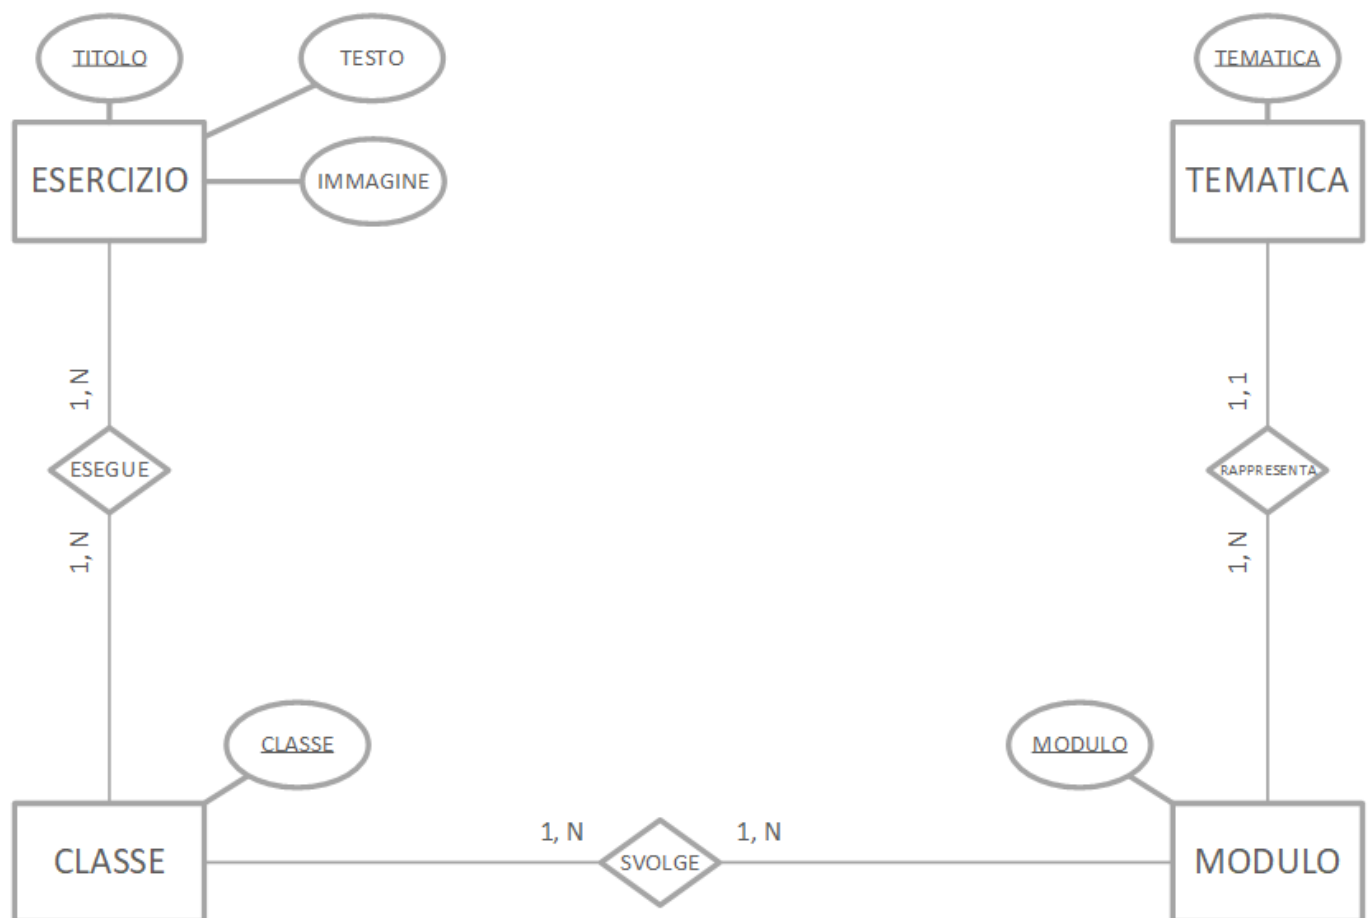 TITOLO
TESTO
TEMATICA
ESERCIZIO
IMMAGINE
TEMATICA
1, N
1, 1
ESEGUE
RAPPRESENTA
1, N
1, N
CLASSE
MODULO
1, N
1, N
CLASSE
SVOLGE
MODULO